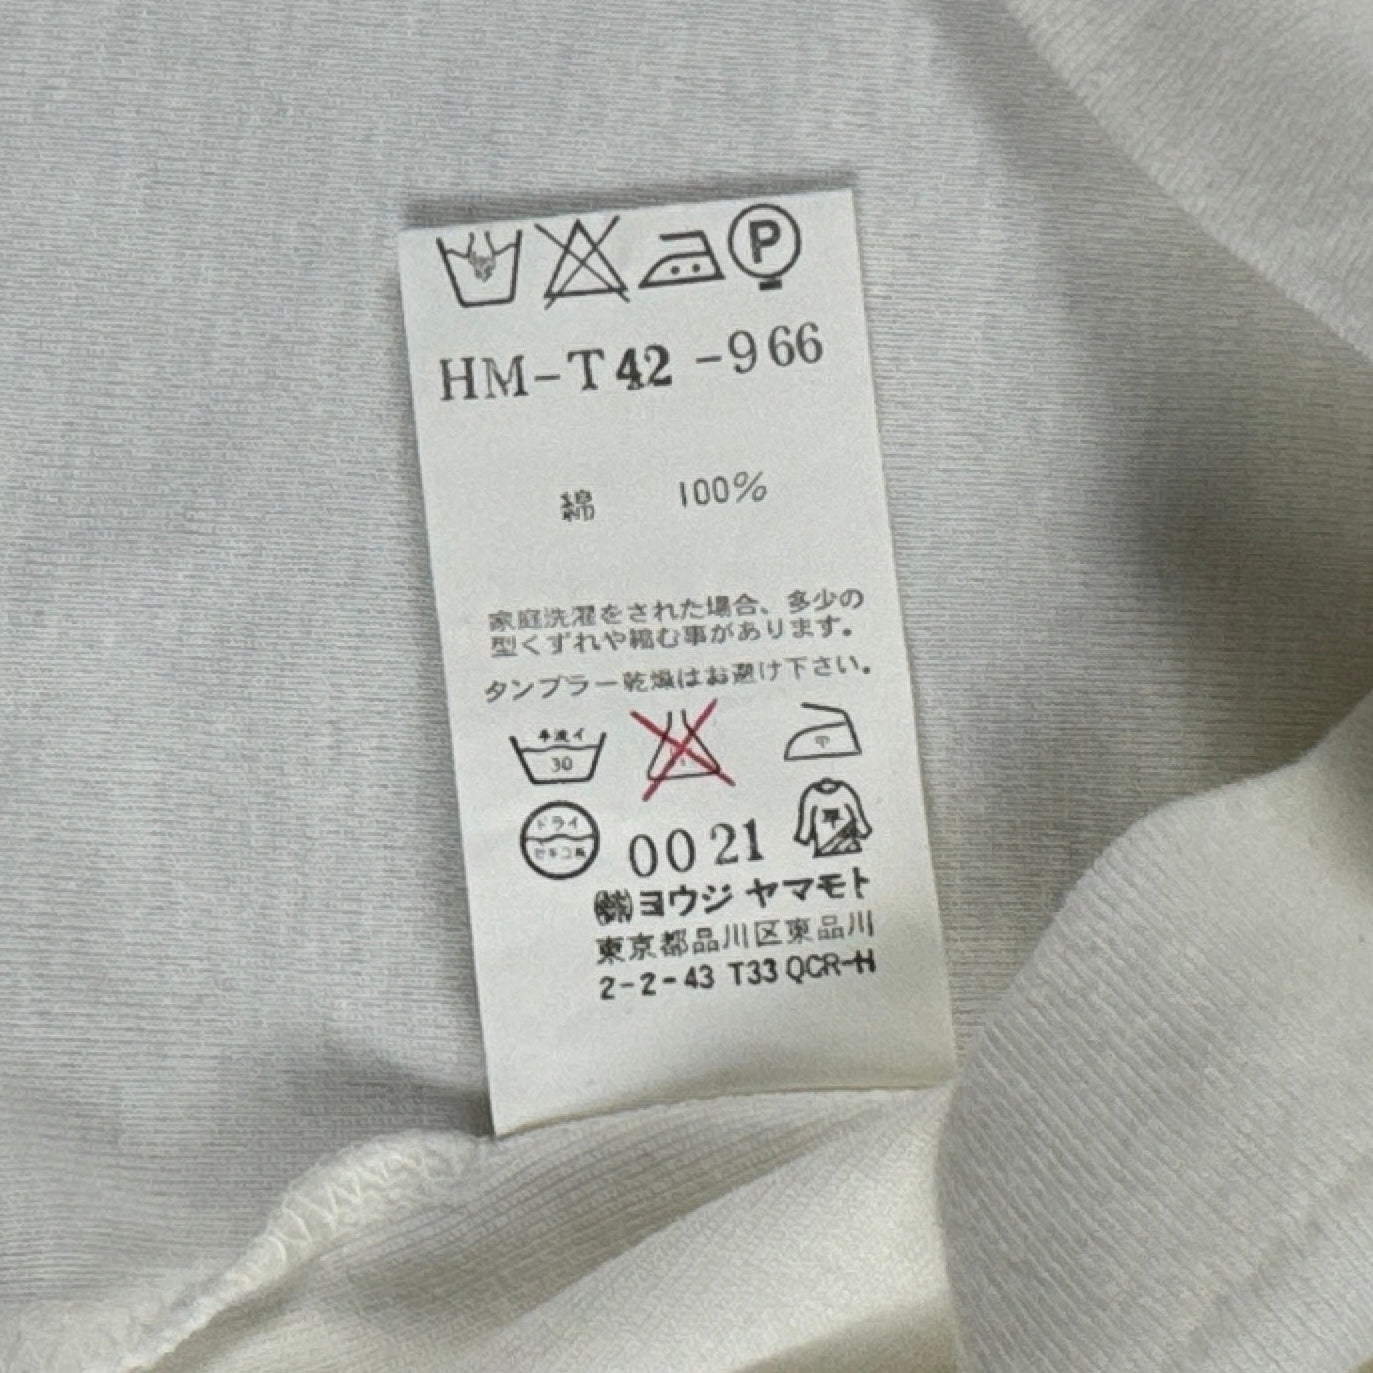 P
HM-T42-966
綿 100%
家庭洗濯をされた場合、多少の
型くずれや縮む事があります。
タンブラー乾燥はお避け下さい。
手洗イ
30
中
ドライ
セキユ系
0021
平
㈱ヨウジ ヤマモト
東京都品川区東品川
2-2-43 T33 QCR-H